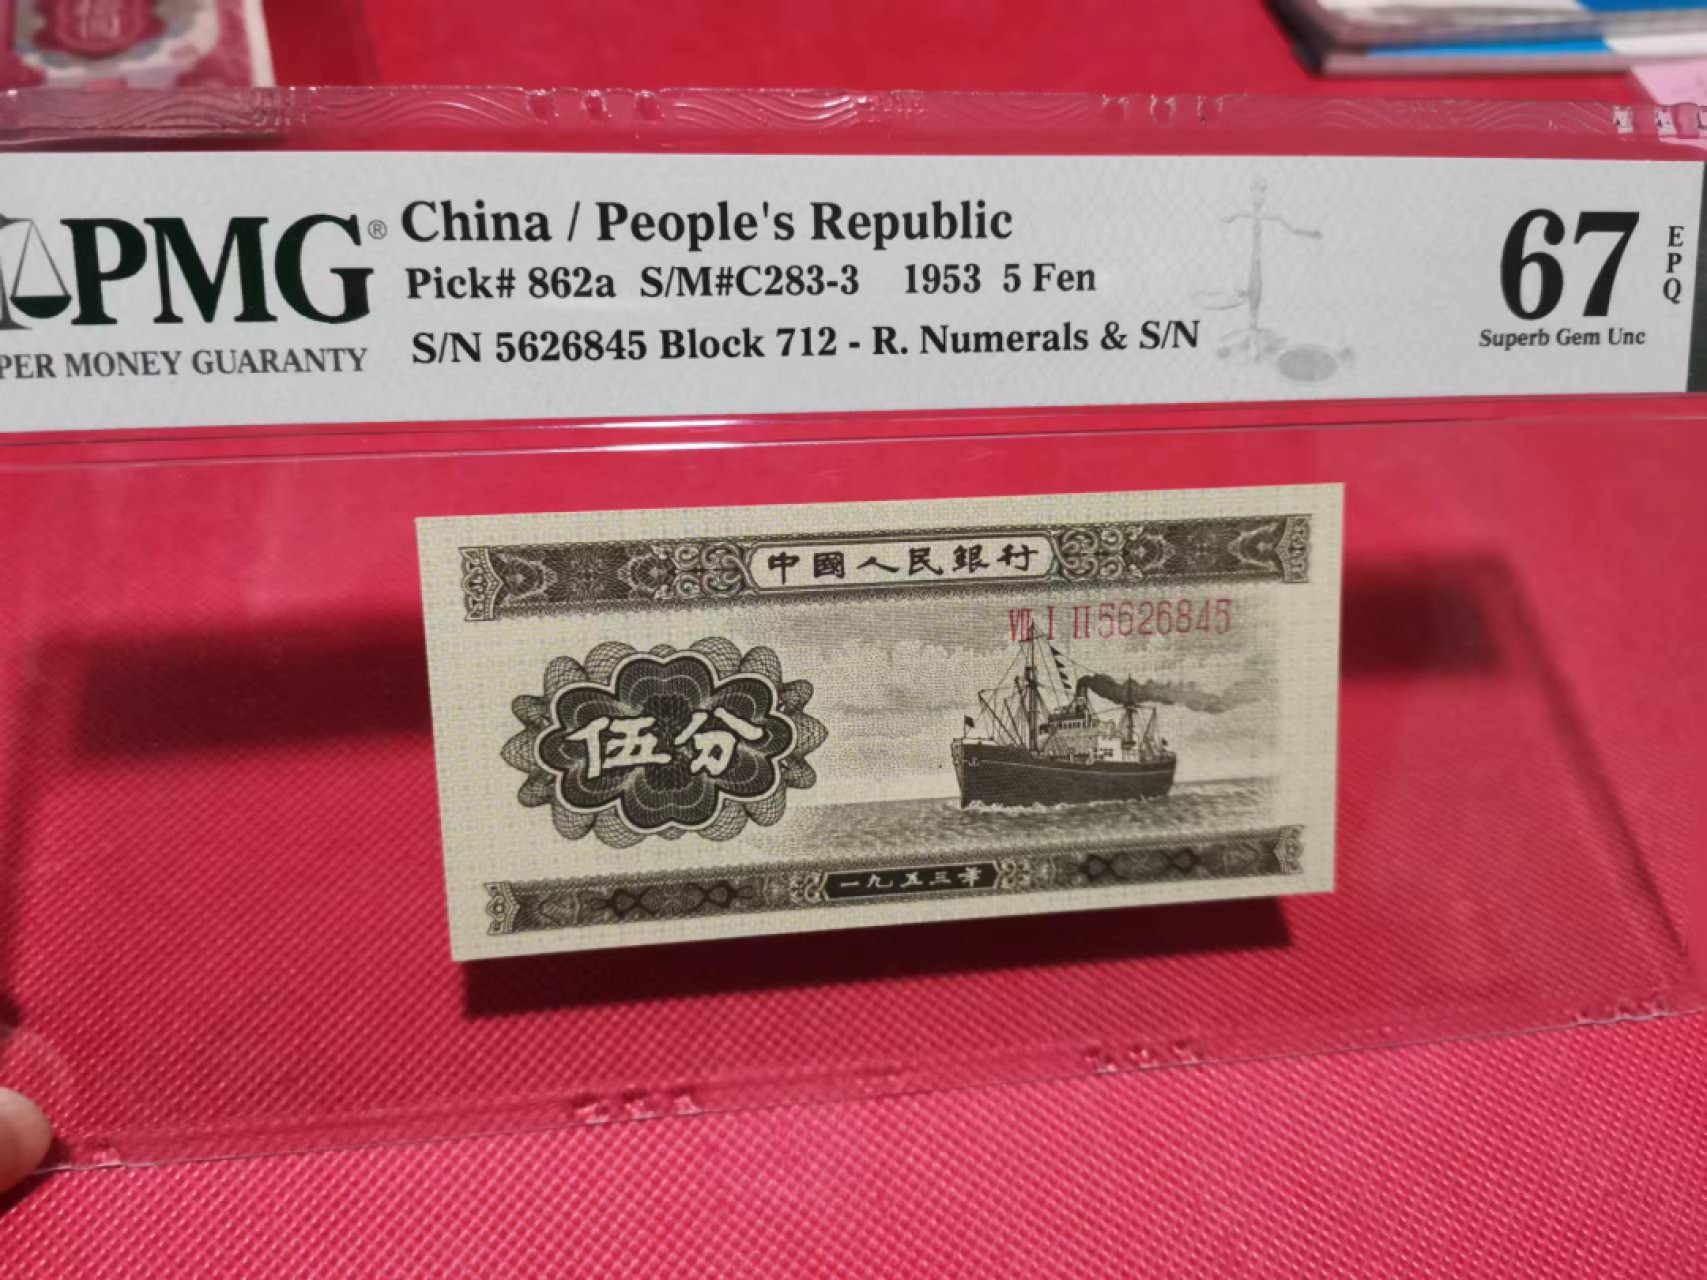 PMG®
PER MONEY GUARANTY
China / People's Republic
Pick# 862a S/M#C283-3 1953 5 Fen
S/N 5626845 Block 712 - R. Numerals & S/N
67
EPQ
Superb Gem Unc
中國人民銀行
VII I II 5626845
伍分
一九五三年